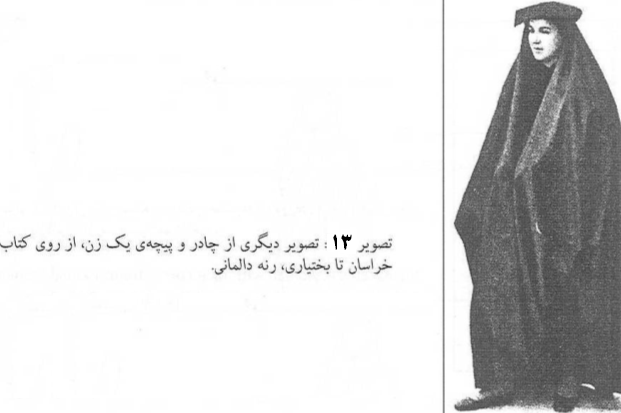 تصویر ۱۳ : تصویر دیگری از چادر و پیچه‌ی یک زن، از روی کتاب
خراسان تا بختیاری، رنه دالمانی.